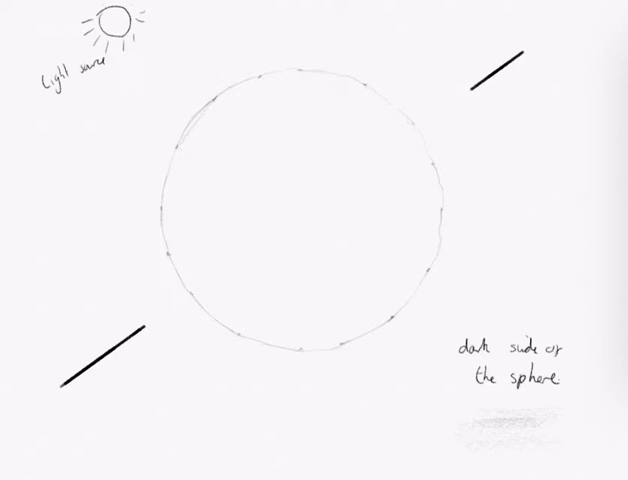 light source
dark side of
the sphere